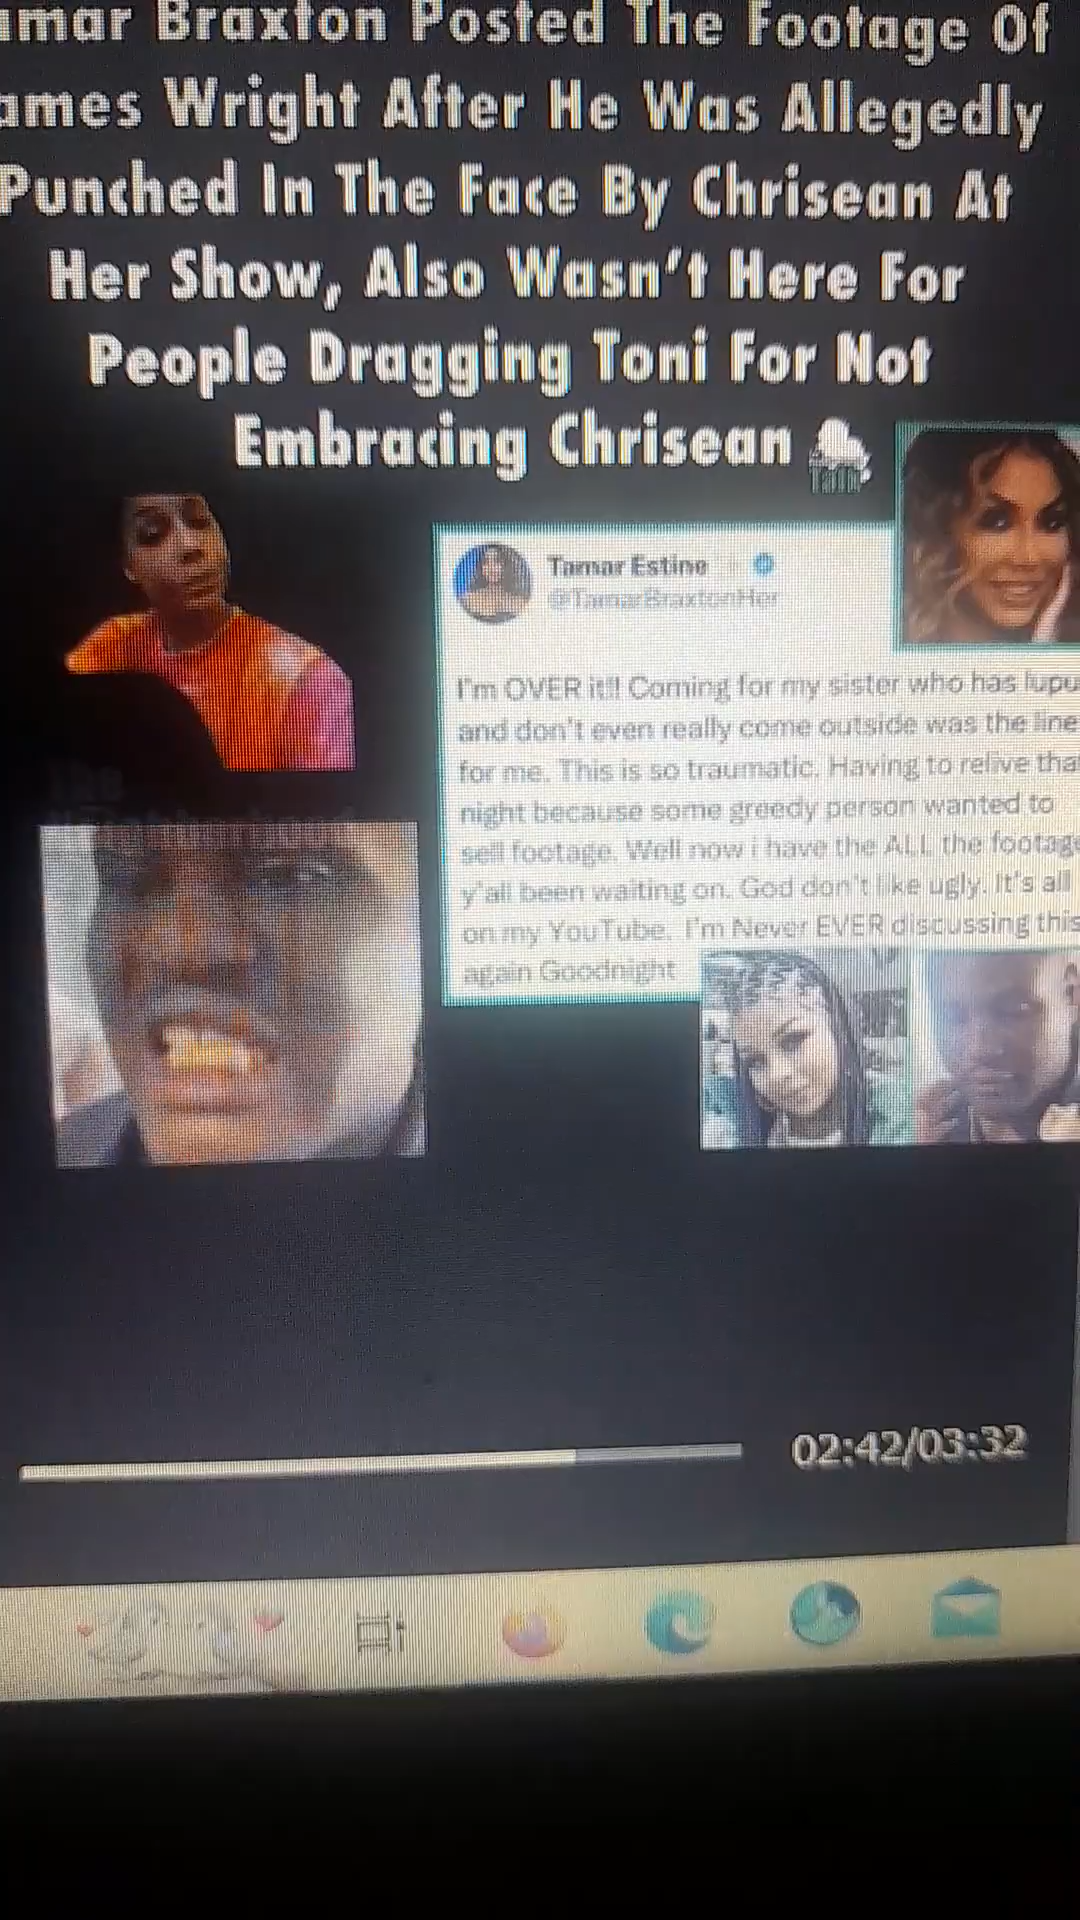 amar Braxton Posted The Footage Of
ames Wright After He Was Allegedly
Punched In The Face By Chrisean At
Her Show, Also Wasn't Here For
People Dragging Toni For Not
Embracing Chrisean
Tamar Estine
@TamarBraxtonHer
I'm OVER it!! Coming for my sister who has lupu
and don't even really come outside was the line
for me. This is so traumatic. Having to relive tha
night because some greedy person wanted to
sell footage. Well now i have the ALL the footage
y'all been waiting on. God don't like ugly. It's all
on my YouTube. I'm Never EVER discussing this
again Goodnight
The
02:42/03:32